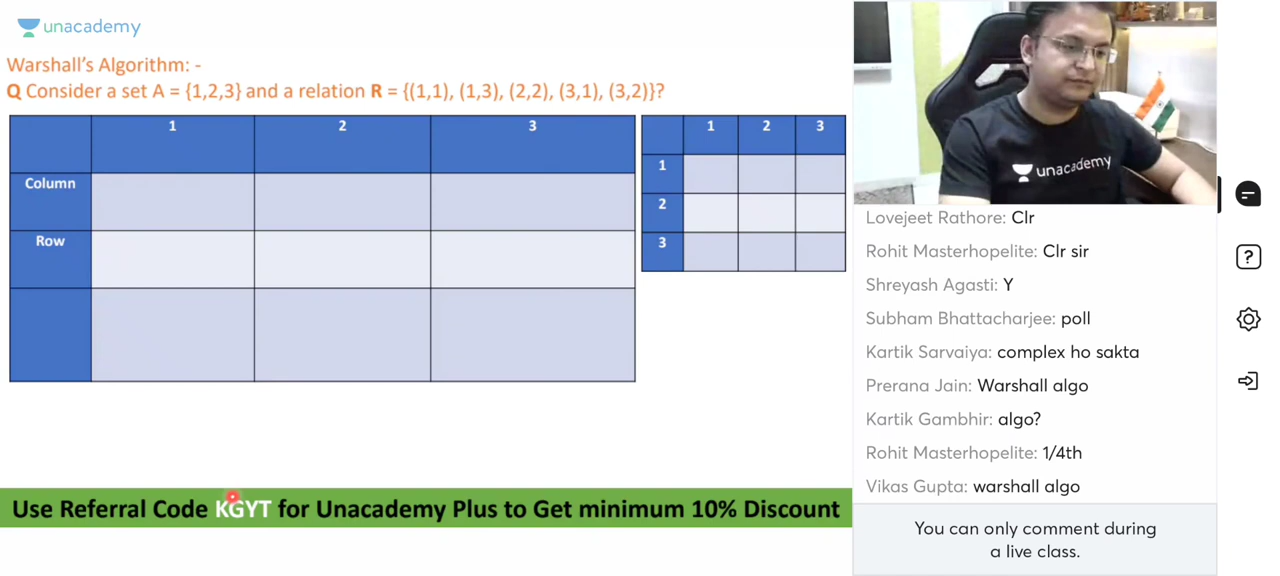 unacademy
Warshall's Algorithm: -
Q Consider a set A = {1,2,3} and a relation R = {(1,1), (1,3), (2,2), (3,1), (3,2)}?
1 2 3
Column
Row
1 2 3
1
2
3
unacademy
Lovejeet Rathore: Clr
Rohit Masterhopelite: Clr sir
Shreyash Agasti: Y
Subham Bhattacharjee: poll
Kartik Sarvaiya: complex ho sakta
Prerana Jain: Warshall algo
Kartik Gambhir: algo?
Rohit Masterhopelite: 1/4th
Vikas Gupta: warshall algo
You can only comment during
a live class.
Use Referral Code KGYT for Unacademy Plus to Get minimum 10% Discount